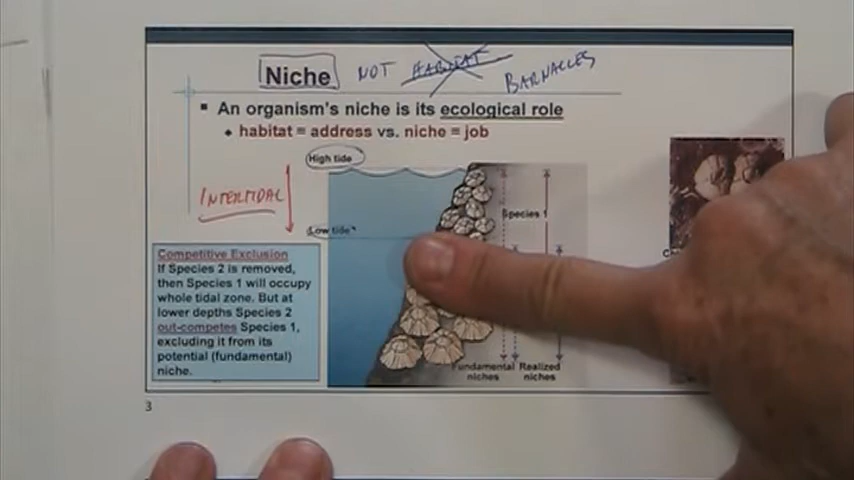 Niche NOT HABITAT BARNACLES
▪ An organism's niche is its ecological role
◆ habitat = address vs. niche = job
High tide
INTERTIDAL
Species 1
Low tide
Competitive Exclusion
If Species 2 is removed,
then Species 1 will occupy
whole tidal zone. But at
lower depths Species 2
out-competes Species 1,
excluding it from its
potential (fundamental)
niche.
Fundamental Realized
niches niches
3